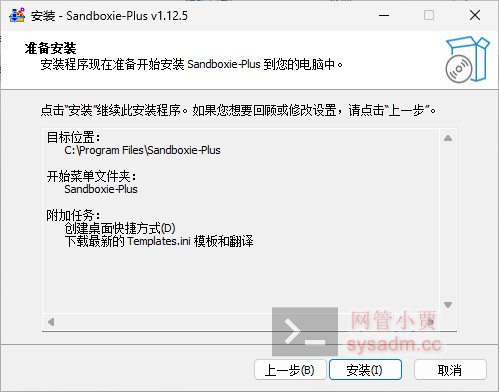 安装 - Sandboxie-Plus v1.12.5
准备安装
安装程序现在准备开始安装 Sandboxie-Plus 到您的电脑中。
点击“安装”继续此安装程序。如果您想要回顾或修改设置，请点击“上一步”。
目标位置：
C:\Program Files\Sandboxie-Plus
开始菜单文件夹：
Sandboxie-Plus
附加任务：
创建桌面快捷方式(D)
下载最新的 Templates.ini 模板和翻译
网管小贾
sysadm.cc
上一步(B)
安装(I)
取消